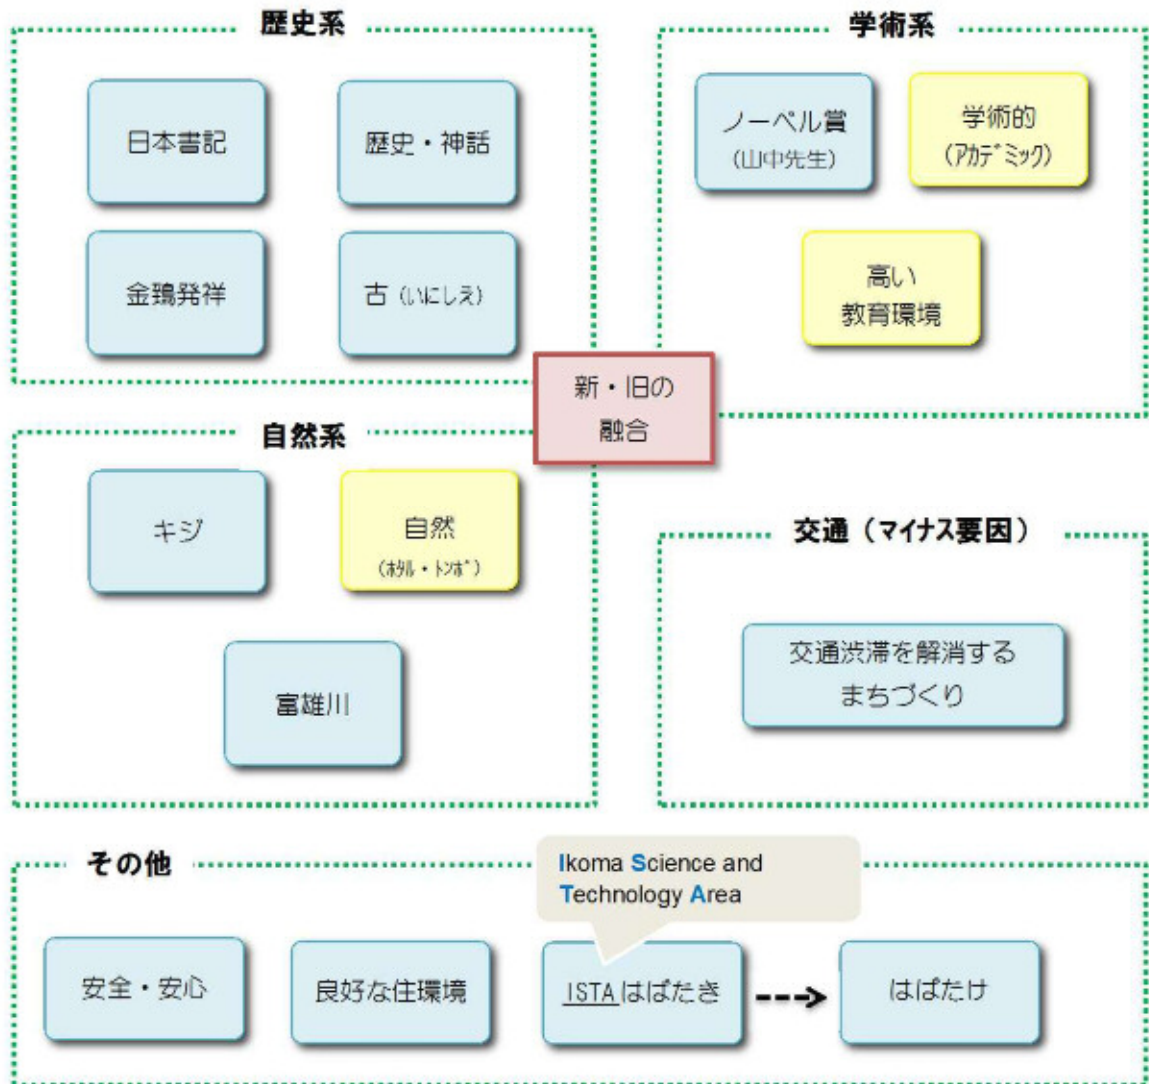 歴史系
日本書記
歴史・神話
金鵄発祥
古（いにしえ）
学術系
ノーベル賞
（山中先生）
学術的
（ｱｶﾃﾞﾐｯｸ）
高い
教育環境
新・旧の
融合
自然系
キジ
自然
（ﾎﾀﾙ・ﾄﾝﾎﾞ）
富雄川
交通（マイナス要因）
交通渋滞を解消する
まちづくり
その他
Ikoma Science and
Technology Area
安全・安心
良好な住環境
ISTAはばたき
はばたけ